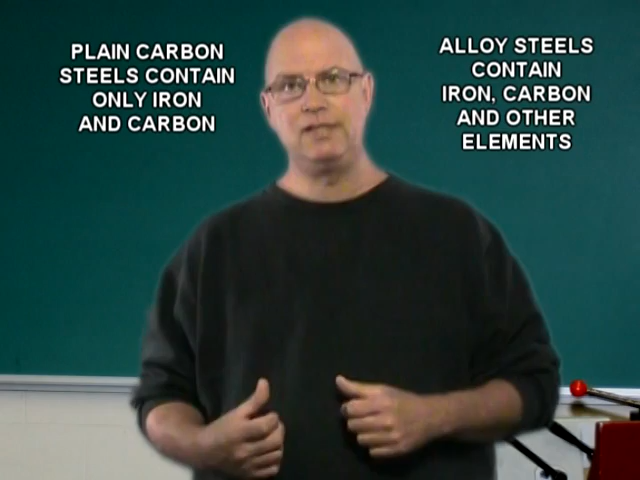 PLAIN CARBON
STEELS CONTAIN
ONLY IRON
AND CARBON
ALLOY STEELS
CONTAIN
IRON, CARBON
AND OTHER
ELEMENTS